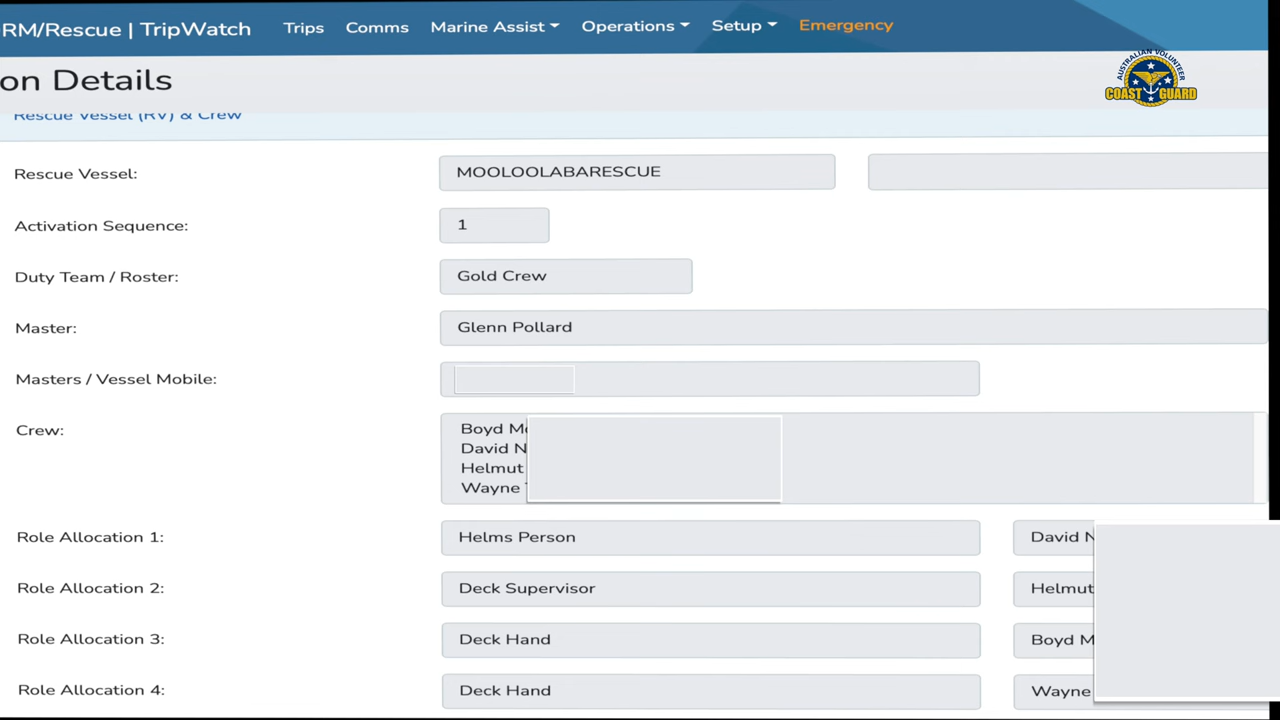 RM/Rescue | TripWatch Trips Comms Marine Assist Operations Setup Emergency
on Details
AUSTRALIAN VOLUNTEER
COAST GUARD
Rescue Vessel (RV) & Crew
Rescue Vessel: MOOLOOLABARESCUE
Activation Sequence: 1
Duty Team / Roster: Gold Crew
Master: Glenn Pollard
Masters / Vessel Mobile:
Crew: Boyd M
David N
Helmut
Wayne
Role Allocation 1: Helms Person David N
Role Allocation 2: Deck Supervisor Helmut
Role Allocation 3: Deck Hand Boyd M
Role Allocation 4: Deck Hand Wayne